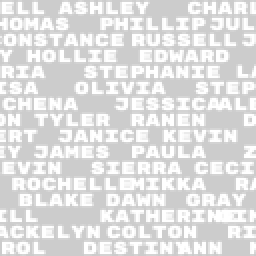 ELL ASHLEY CHARL
HOMAS PHILLIP JUL
CONSTANCE RUSSELL J
Y HOLLIE EDWARD
RIA STEPHANIE LA
ISA OLIVIA STEP
CHENA JESSICA ALE
ON TYLER RANEN D
ERT JANICE KEVIN
EY JAMES PAULA Z
EVIN SIERRA CECI
ROCHELLE MIKKA RA
BLAKE DAWN GRAY
ILL KATHERINE
ACKELYN COLTON RI
ROL DESTINY ANN N